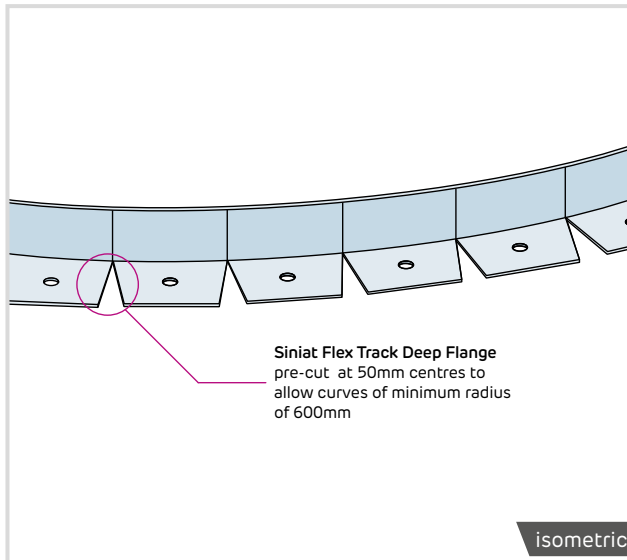 Siniat Flex Track Deep Flange
pre-cut at 50mm centres to
allow curves of minimum radius
of 600mm
isometric